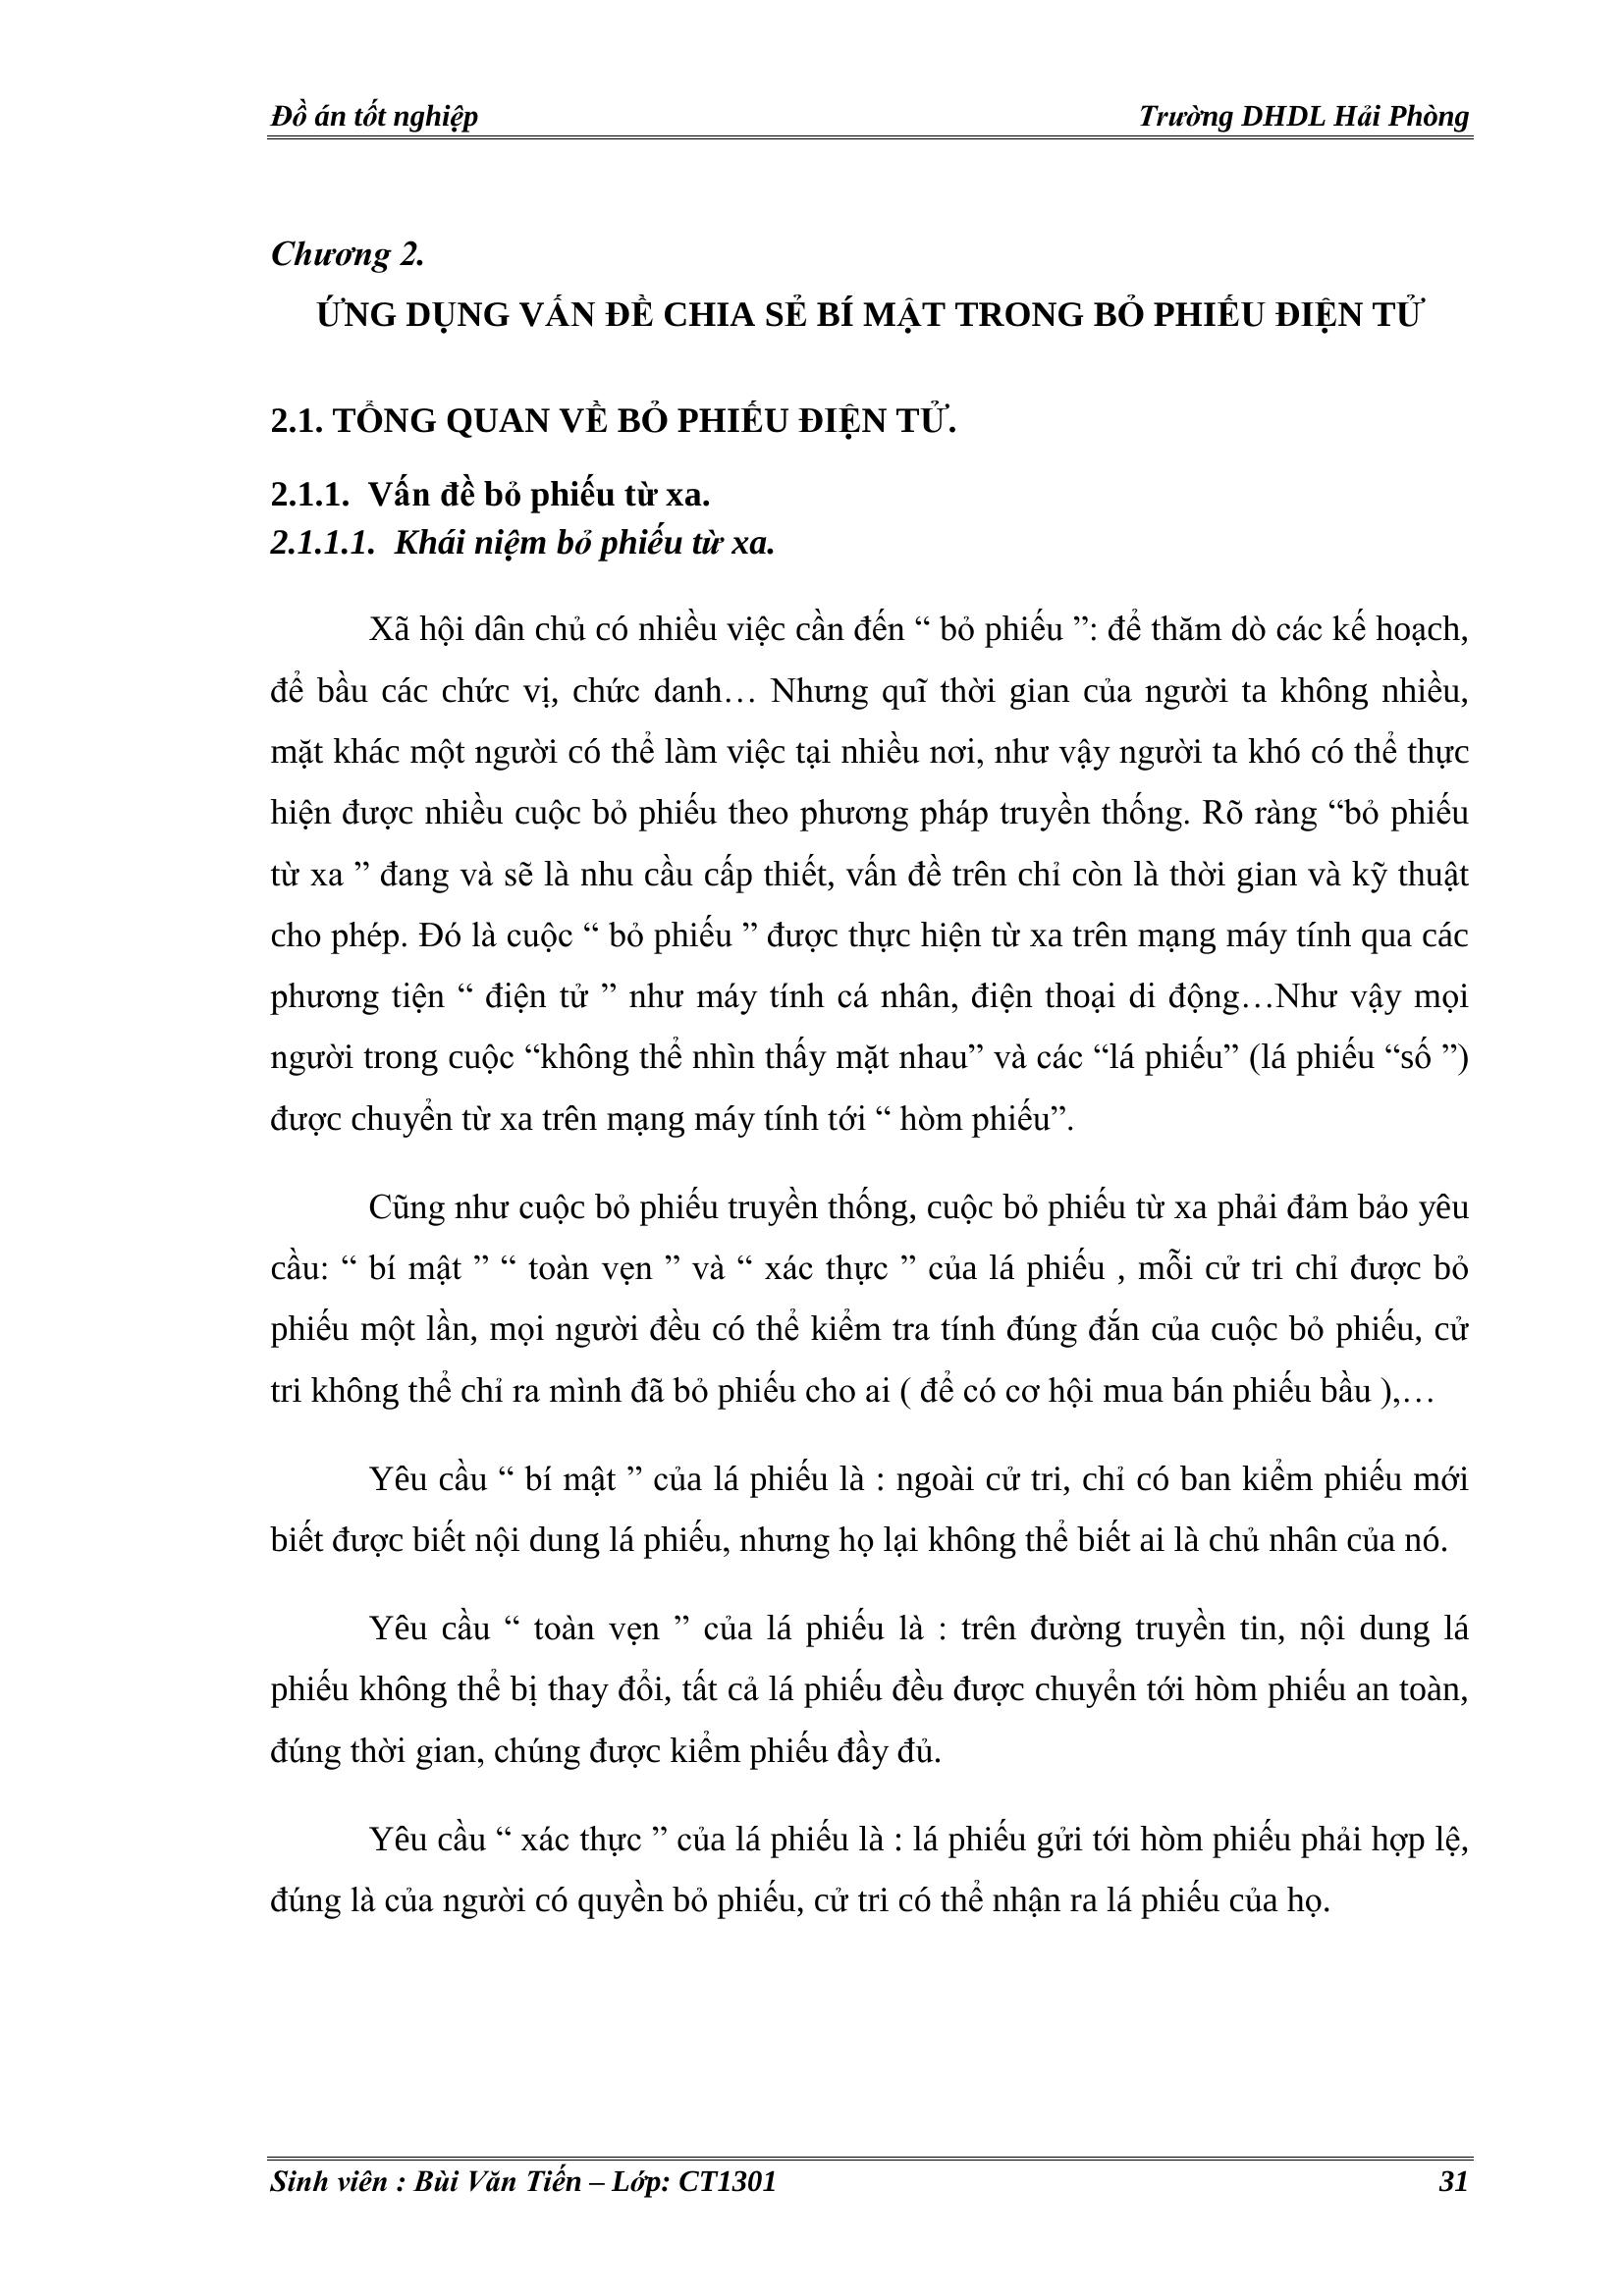 Đồ án tốt nghiệp Trường DHDL Hải Phòng
Chương 2.
ỨNG DỤNG VẤN ĐỀ CHIA SẺ BÍ MẬT TRONG BỎ PHIẾU ĐIỆN TỬ
2.1. TỔNG QUAN VỀ BỎ PHIẾU ĐIỆN TỬ.
2.1.1. Vấn đề bỏ phiếu từ xa.
2.1.1.1. Khái niệm bỏ phiếu từ xa.
Xã hội dân chủ có nhiều việc cần đến “ bỏ phiếu ”: để thăm dò các kế hoạch,
để bầu các chức vị, chức danh… Nhưng quĩ thời gian của người ta không nhiều,
mặt khác một người có thể làm việc tại nhiều nơi, như vậy người ta khó có thể thực
hiện được nhiều cuộc bỏ phiếu theo phương pháp truyền thống. Rõ ràng “bỏ phiếu
từ xa ” đang và sẽ là nhu cầu cấp thiết, vấn đề trên chỉ còn là thời gian và kỹ thuật
cho phép. Đó là cuộc “ bỏ phiếu ” được thực hiện từ xa trên mạng máy tính qua các
phương tiện “ điện tử ” như máy tính cá nhân, điện thoại di động…Như vậy mọi
người trong cuộc “không thể nhìn thấy mặt nhau” và các “lá phiếu” (lá phiếu “số ”)
được chuyển từ xa trên mạng máy tính tới “ hòm phiếu”.
Cũng như cuộc bỏ phiếu truyền thống, cuộc bỏ phiếu từ xa phải đảm bảo yêu
cầu: “ bí mật ” “ toàn vẹn ” và “ xác thực ” của lá phiếu , mỗi cử tri chỉ được bỏ
phiếu một lần, mọi người đều có thể kiểm tra tính đúng đắn của cuộc bỏ phiếu, cử
tri không thể chỉ ra mình đã bỏ phiếu cho ai ( để có cơ hội mua bán phiếu bầu ),…
Yêu cầu “ bí mật ” của lá phiếu là : ngoài cử tri, chỉ có ban kiểm phiếu mới
biết được biết nội dung lá phiếu, nhưng họ lại không thể biết ai là chủ nhân của nó.
Yêu cầu “ toàn vẹn ” của lá phiếu là : trên đường truyền tin, nội dung lá
phiếu không thể bị thay đổi, tất cả lá phiếu đều được chuyển tới hòm phiếu an toàn,
đúng thời gian, chúng được kiểm phiếu đầy đủ.
Yêu cầu “ xác thực ” của lá phiếu là : lá phiếu gửi tới hòm phiếu phải hợp lệ,
đúng là của người có quyền bỏ phiếu, cử tri có thể nhận ra lá phiếu của họ.
Sinh viên : Bùi Văn Tiến – Lớp: CT1301 31